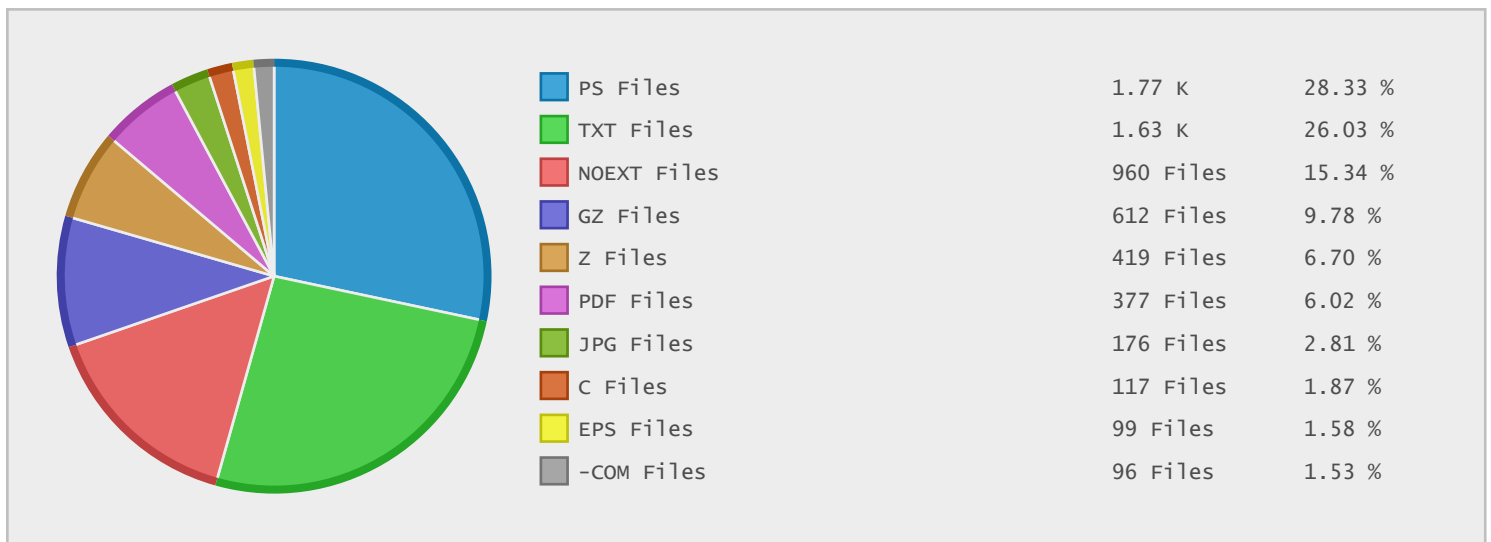 PS Files 1.77 K 28.33 %
TXT Files 1.63 K 26.03 %
NOEXT Files 960 Files 15.34 %
GZ Files 612 Files 9.78 %
Z Files 419 Files 6.70 %
PDF Files 377 Files 6.02 %
JPG Files 176 Files 2.81 %
C Files 117 Files 1.87 %
EPS Files 99 Files 1.58 %
-COM Files 96 Files 1.53 %